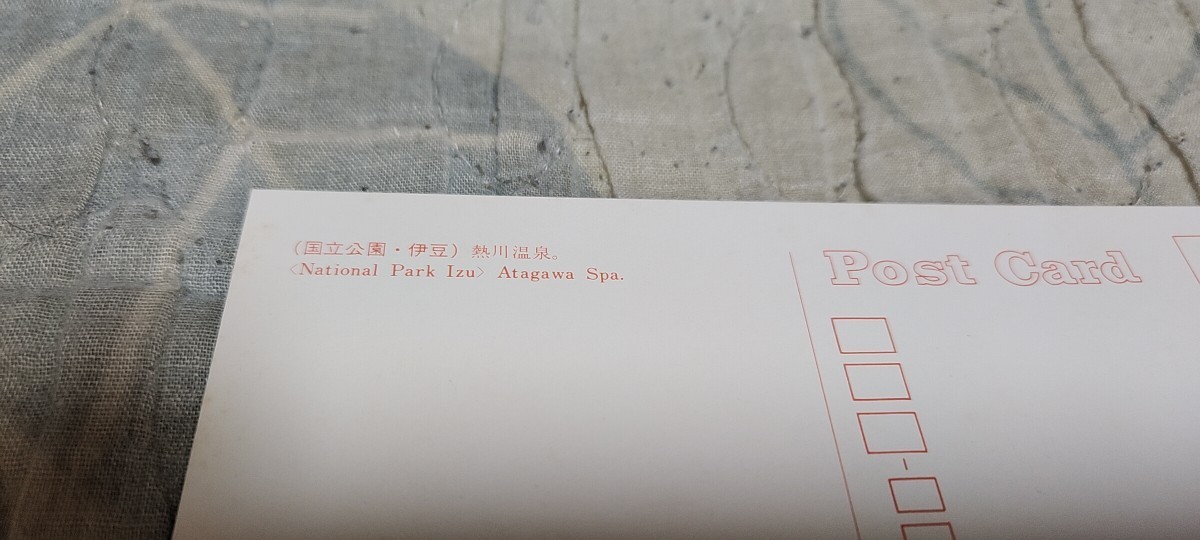 (国立公園・伊豆) 熱川温泉。
<National Park Izu> Atagawa Spa.
Post Card